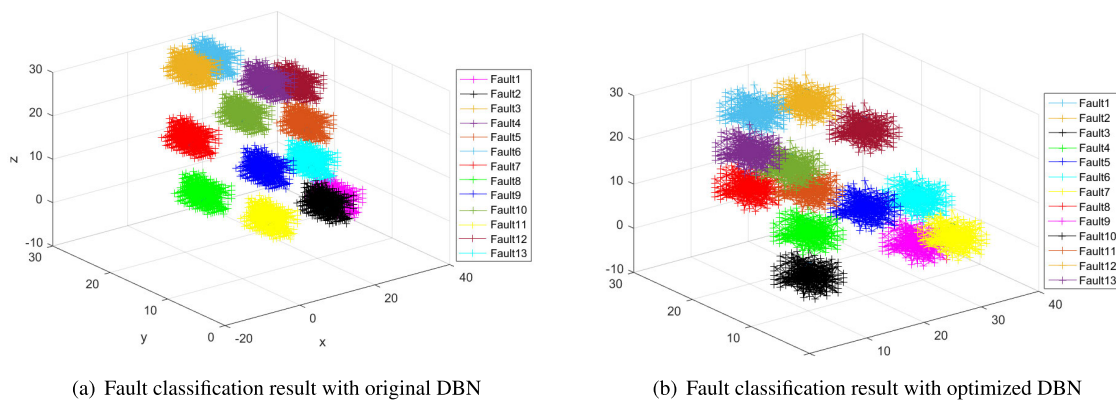 30
20
10
0
-10
z
30
20
10
0
y
-20
0
20
40
x
Fault1
Fault2
Fault3
Fault4
Fault5
Fault6
Fault7
Fault8
Fault9
Fault10
Fault11
Fault12
Fault13
(a) Fault classification result with original DBN
30
20
10
0
-10
30
20
10
10
20
30
40
Fault1
Fault2
Fault3
Fault4
Fault5
Fault6
Fault7
Fault8
Fault9
Fault10
Fault11
Fault12
Fault13
(b) Fault classification result with optimized DBN